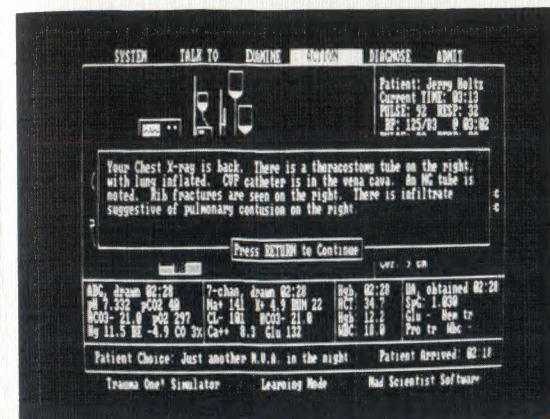 SYSTEM TALK TO EXAMINE ACTION DIAGNOSE ADMIT
Patient: Jerry Holtz
Current TIME: 03:13
PULSE: 92 RESP: 32
BP: 125/83 @ 03:02
Your Chest X-ray is back. There is a thoracostomy tube on the right,
with lung inflated. CVP catheter is in the vena cava. An NG tube is
noted. Rib fractures are seen on the right. There is infiltrate
suggestive of pulmonary contusion on the right.
Press RETURN to Continue
ABG, drawn 02:28
pH 7.332 pCO2 40
HCO3- 21.0 pO2 297
Hg 11.5 BE -4.9 CO 3%
7-chan, drawn 02:28
Na+ 141 K+ 4.9 BUN 22
CL- 101 HCO3- 21.0
Ca++ 8.3 Glu 132
Hgb, 02:28
HCT: 34.7
Hgb: 12.2
WBC: 18.0
UA, obtained 02:28
SpG: 1.030
Glu - Hem tr
Pro tr Wbc -
Patient Choice: Just another M.V.A. in the night Patient Arrived: 02:18
Trauma One! Simulator Learning Mode Mad Scientist Software